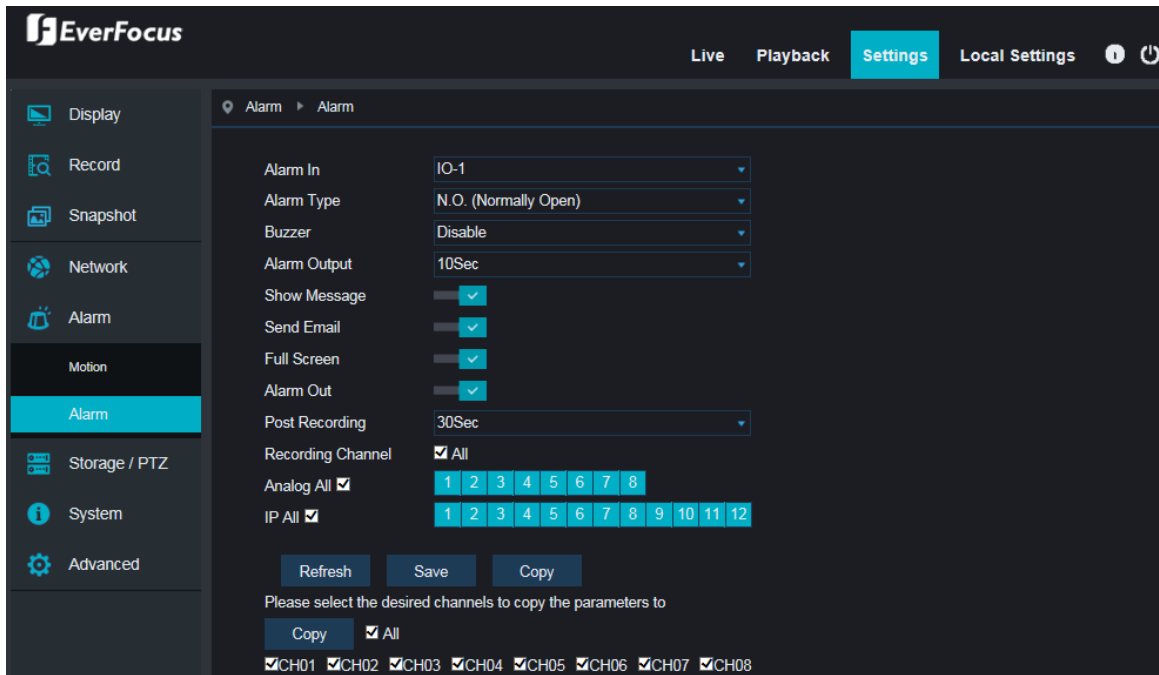 EverFocus
Live Playback Settings Local Settings
Display
Record
Snapshot
Network
Alarm
Motion
Alarm
Storage / PTZ
System
Advanced
Alarm Alarm
Alarm In IO-1
Alarm Type N.O. (Normally Open)
Buzzer Disable
Alarm Output 10Sec
Show Message
Send Email
Full Screen
Alarm Out
Post Recording 30Sec
Recording Channel All
Analog All 1 2 3 4 5 6 7 8
IP All 1 2 3 4 5 6 7 8 9 10 11 12
Refresh Save Copy
Please select the desired channels to copy the parameters to
Copy All
CH01 CH02 CH03 CH04 CH05 CH06 CH07 CH08